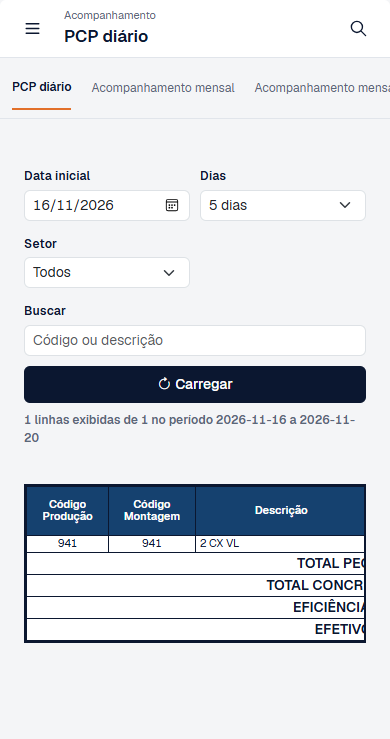 Acompanhamento
PCP diário
PCP diário
Acompanhamento mensal
Acompanhamento mensa
Data inicial
Dias
16/11/2026
5 dias
Setor
Todos
Buscar
Código ou descrição
Carregar
1 linhas exibidas de 1 no período 2026-11-16 a 2026-11-
20
Código
Produção
Código
Montagem
Descrição
941
941
2 CX VL
TOTAL PEÇ
TOTAL CONCR
EFICIÊNCIA
EFETIVO